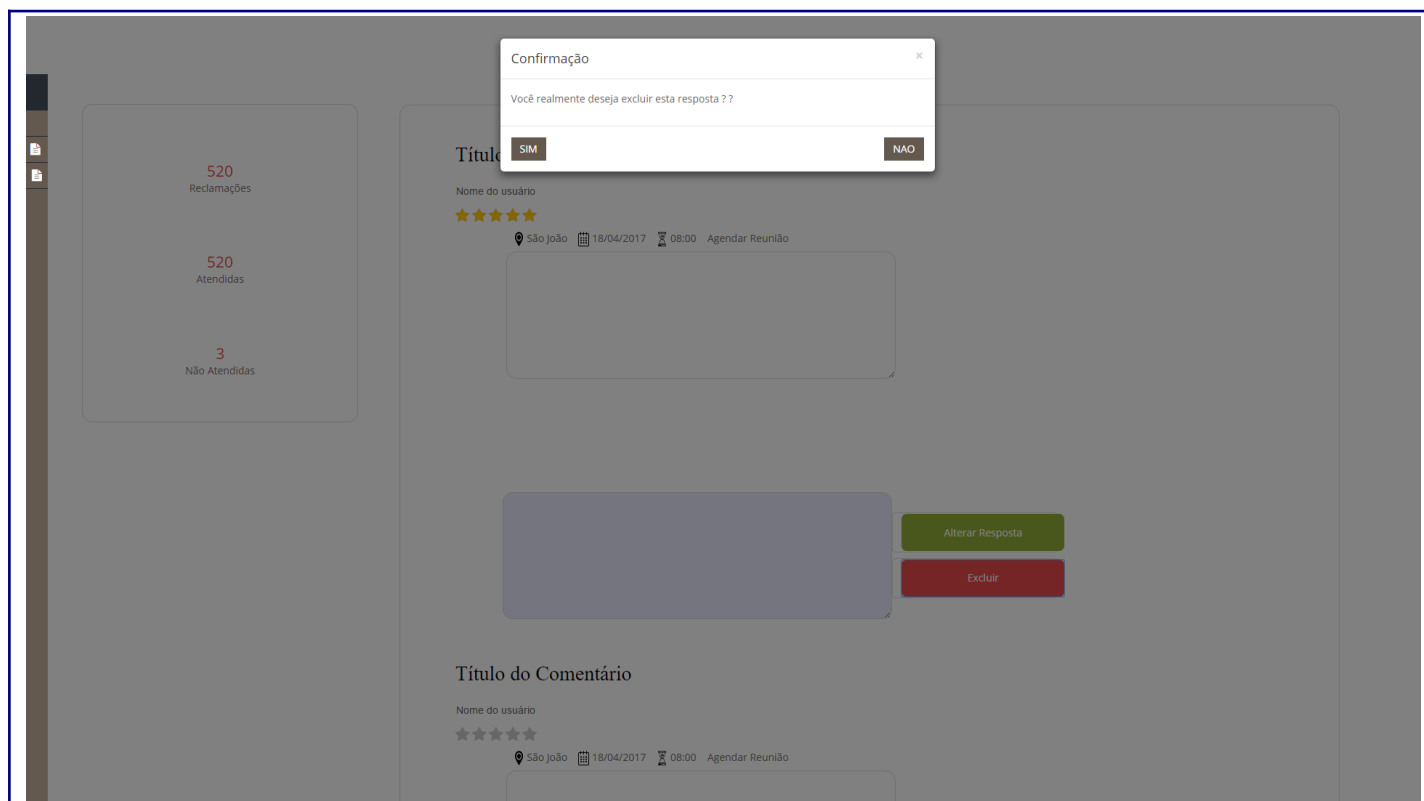 Confirmação
×
Você realmente deseja excluir esta resposta ? ?
SIM
NAO
520
Reclamações
520
Atendidas
3
Não Atendidas
Título
Nome do usuário
São João 18/04/2017 08:00 Agendar Reunião
Alterar Resposta
Excluir
Título do Comentário
Nome do usuário
São João 18/04/2017 08:00 Agendar Reunião